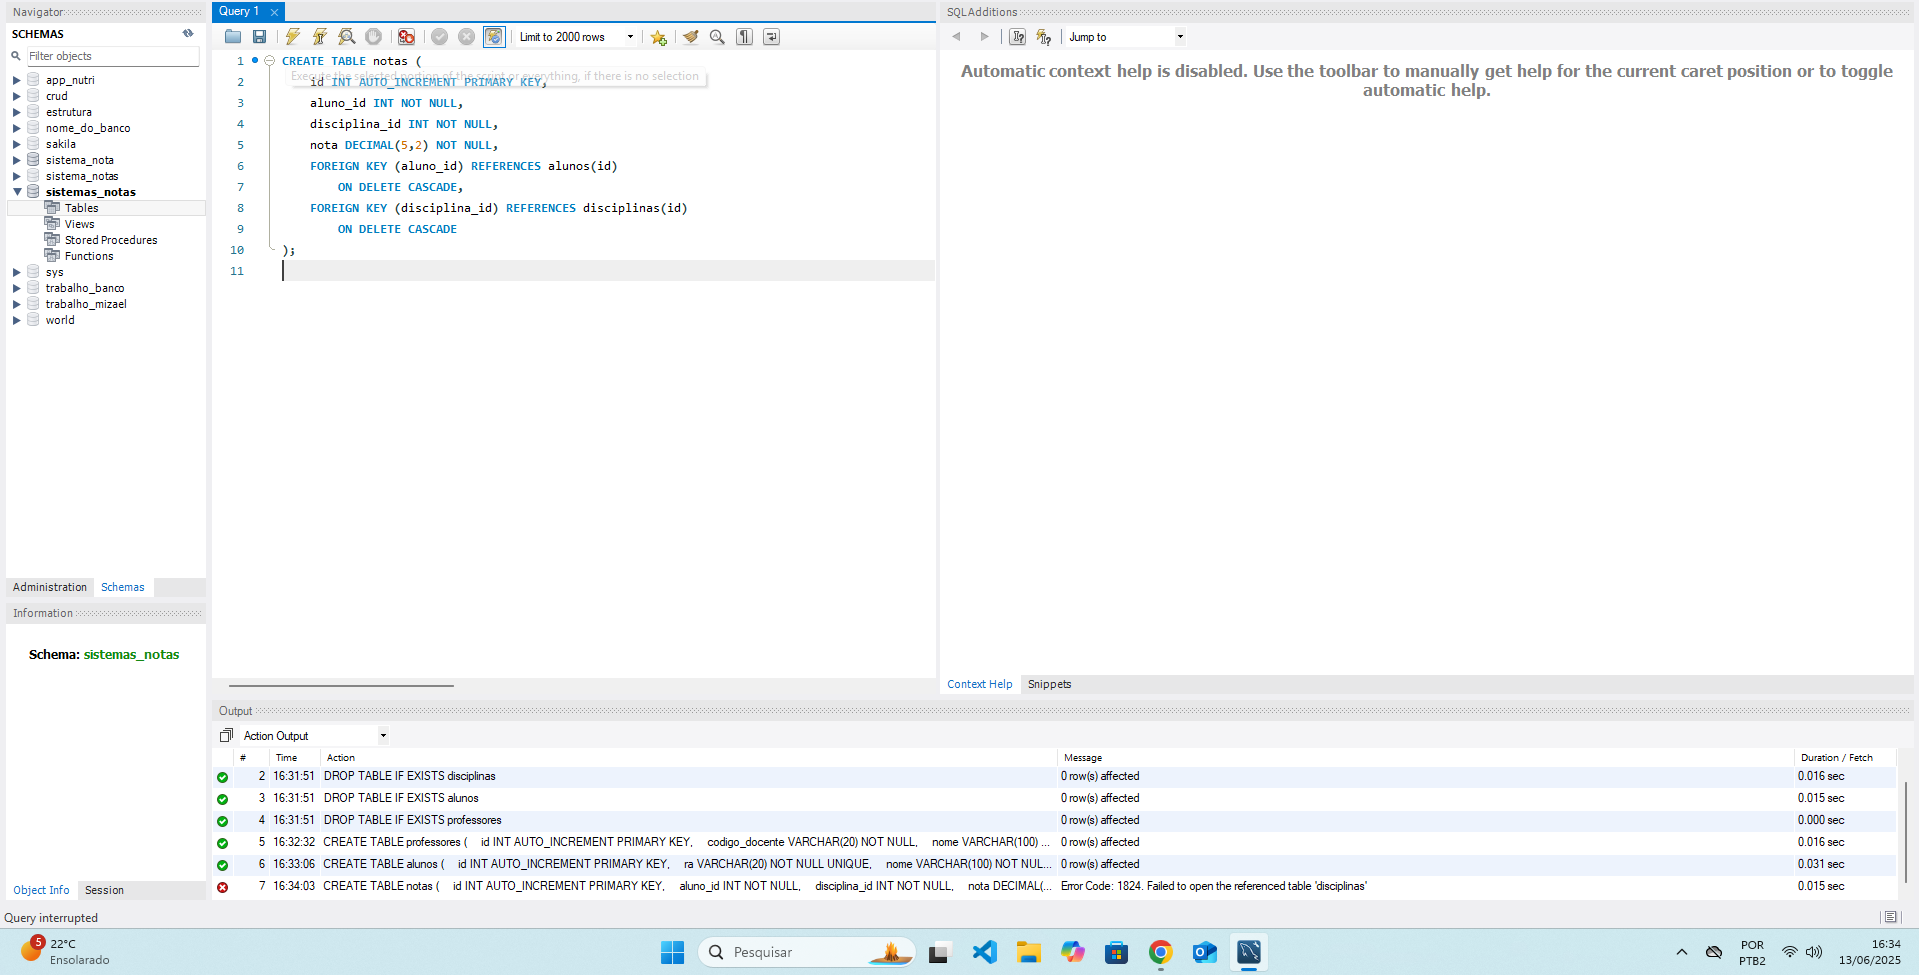 Navigator
SCHEMAS
Filter objects
app_nutri
crud
estrutura
nome_do_banco
sakila
sistema_nota
sistema_notas
sistemas_notas
Tables
Views
Stored Procedures
Functions
sys
trabalho_banco
trabalho_mizael
world
Administration Schemas
Information
Schema: sistemas_notas
Object Info Session
Query 1
Limit to 2000 rows
1 CREATE TABLE notas (
Execute the selected portion of the script or everything, if there is no selection
2 id INT AUTO_INCREMENT PRIMARY KEY,
3 aluno_id INT NOT NULL,
4 disciplina_id INT NOT NULL,
5 nota DECIMAL(5,2) NOT NULL,
6 FOREIGN KEY (aluno_id) REFERENCES alunos(id)
7 ON DELETE CASCADE,
8 FOREIGN KEY (disciplina_id) REFERENCES disciplinas(id)
9 ON DELETE CASCADE
10 );
11
SQLAdditions
Jump to
Automatic context help is disabled. Use the toolbar to manually get help for the current caret position or to toggle
automatic help.
Context Help Snippets
Output
Action Output
# Time Action Message Duration / Fetch
2 16:31:51 DROP TABLE IF EXISTS disciplinas 0 row(s) affected 0.016 sec
3 16:31:51 DROP TABLE IF EXISTS alunos 0 row(s) affected 0.015 sec
4 16:31:51 DROP TABLE IF EXISTS professores 0 row(s) affected 0.000 sec
5 16:32:32 CREATE TABLE professores ( id INT AUTO_INCREMENT PRIMARY KEY, codigo_docente VARCHAR(20) NOT NULL, nome VARCHAR(100) ... 0 row(s) affected 0.016 sec
6 16:33:06 CREATE TABLE alunos ( id INT AUTO_INCREMENT PRIMARY KEY, ra VARCHAR(20) NOT NULL UNIQUE, nome VARCHAR(100) NOT NUL... 0 row(s) affected 0.031 sec
7 16:34:03 CREATE TABLE notas ( id INT AUTO_INCREMENT PRIMARY KEY, aluno_id INT NOT NULL, disciplina_id INT NOT NULL, nota DECIMAL(... Error Code: 1824. Failed to open the referenced table 'disciplinas' 0.015 sec
Query interrupted
5
22°C
Ensolarado
Pesquisar
POR
PTB2
16:34
13/06/2025